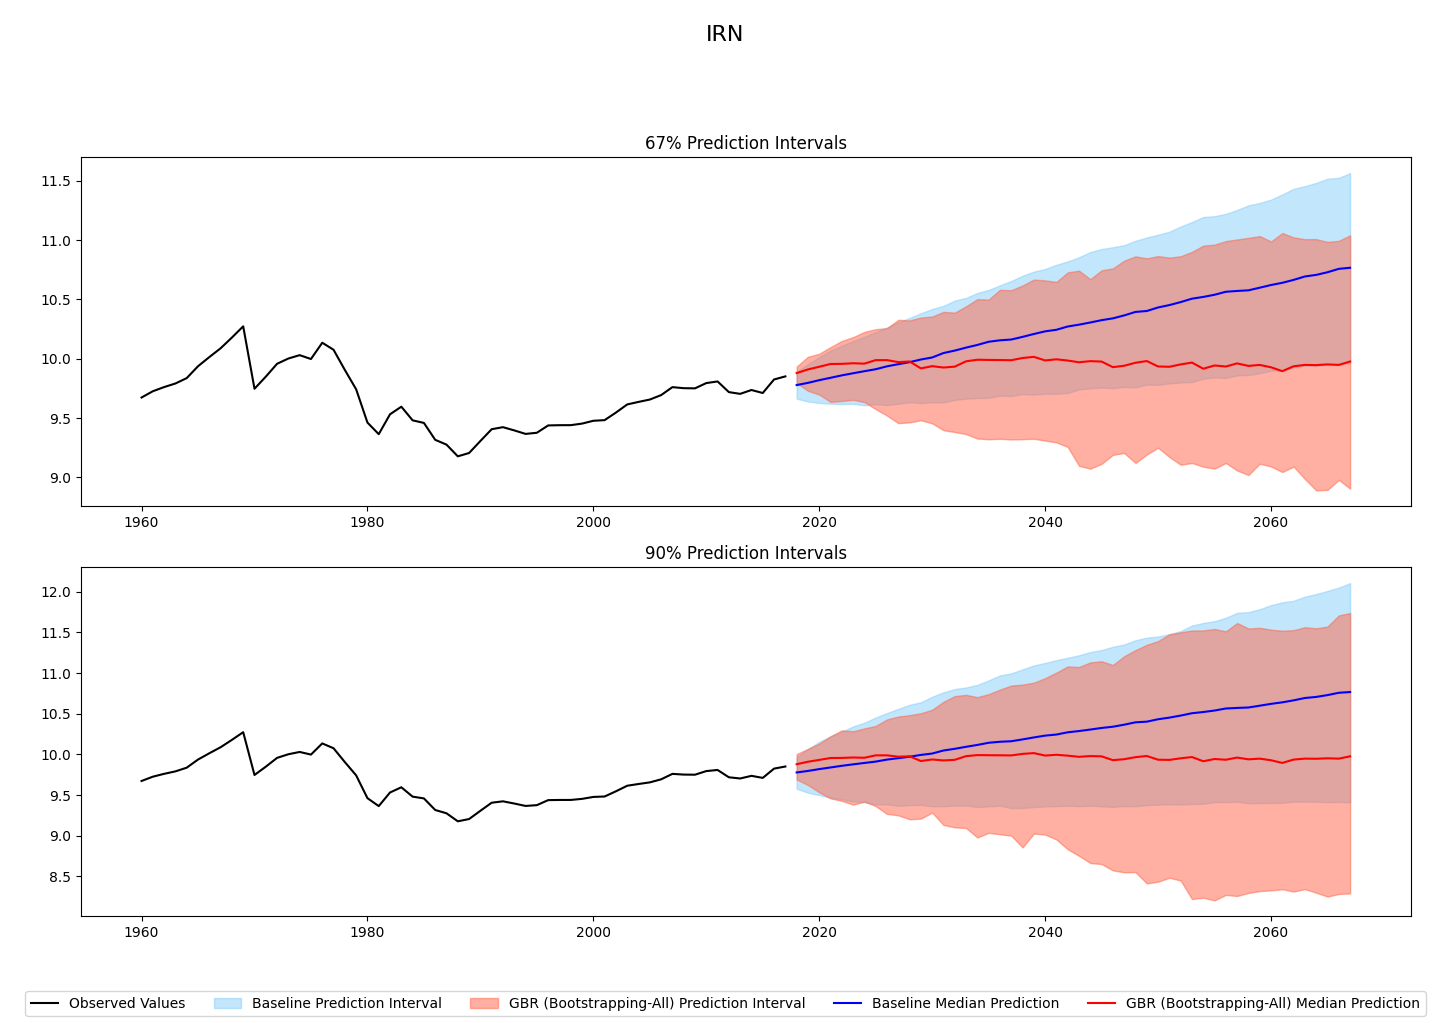 IRN
67% Prediction Intervals
11.5
11.0
10.5
10.0
9.5
9.0
1960 1980 2000 2020 2040 2060
90% Prediction Intervals
12.0
11.5
11.0
10.5
10.0
9.5
9.0
8.5
1960 1980 2000 2020 2040 2060
Observed Values Baseline Prediction Interval GBR (Bootstrapping-All) Prediction Interval Baseline Median Prediction GBR (Bootstrapping-All) Median Prediction